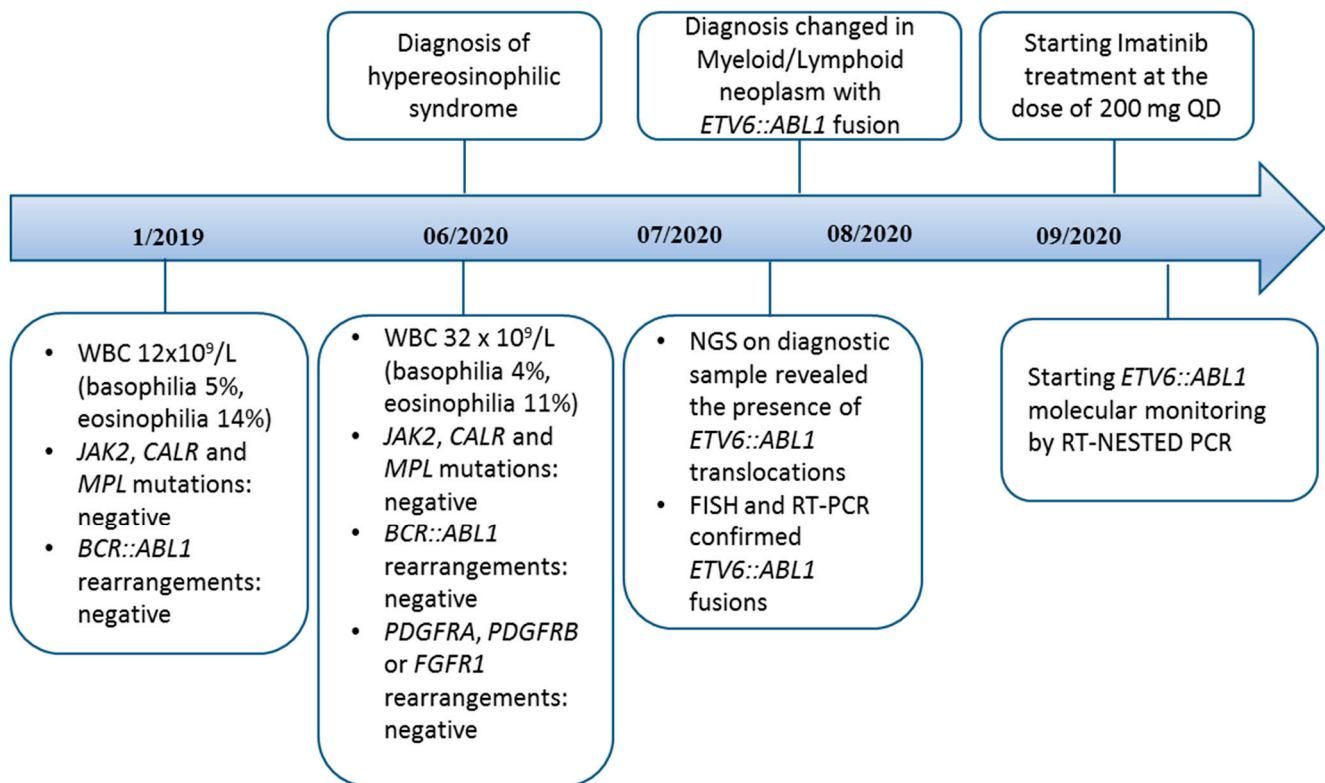 Diagnosis of
hypereosinophilic
syndrome
Diagnosis changed in
Myeloid/Lymphoid
neoplasm with
ETV6::ABL1 fusion
Starting Imatinib
treatment at the
dose of 200 mg QD
1/2019
06/2020
07/2020
08/2020
09/2020
• WBC 12x10⁹/L
(basophilia 5%,
eosinophilia 14%)
• JAK2, CALR and
MPL mutations:
negative
• BCR::ABL1
rearrangements:
negative
• WBC 32 x 10⁹/L
(basophilia 4%,
eosinophilia 11%)
• JAK2, CALR and
MPL mutations:
negative
• BCR::ABL1
rearrangements:
negative
• PDGFRA, PDGFRB
or FGFR1
rearrangements:
negative
• NGS on diagnostic
sample revealed
the presence of
ETV6::ABL1
translocations
• FISH and RT-PCR
confirmed
ETV6::ABL1
fusions
Starting ETV6::ABL1
molecular monitoring
by RT-NESTED PCR